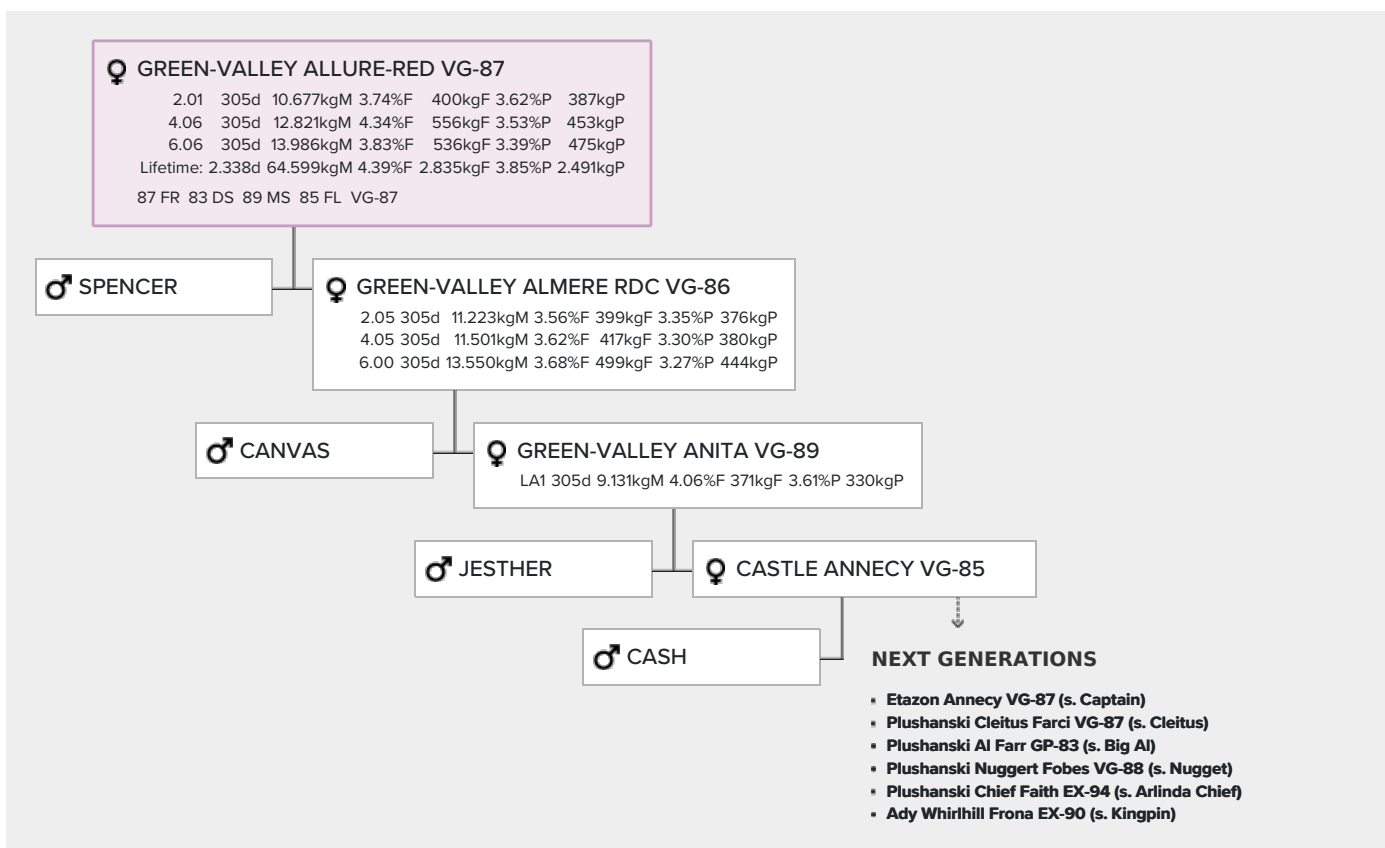 GREEN-VALLEY ALLURE-RED VG-87
2.01 305d 10.677kgM 3.74%F 400kgF 3.62%P 387kgP
4.06 305d 12.821kgM 4.34%F 556kgF 3.53%P 453kgP
6.06 305d 13.986kgM 3.83%F 536kgF 3.39%P 475kgP
Lifetime: 2.338d 64.599kgM 4.39%F 2.835kgF 3.85%P 2.491kgP
87 FR 83 DS 89 MS 85 FL VG-87
SPENCER
GREEN-VALLEY ALMERE RDC VG-86
2.05 305d 11.223kgM 3.56%F 399kgF 3.35%P 376kgP
4.05 305d 11.501kgM 3.62%F 417kgF 3.30%P 380kgP
6.00 305d 13.550kgM 3.68%F 499kgF 3.27%P 444kgP
CANVAS
GREEN-VALLEY ANITA VG-89
LA1 305d 9.131kgM 4.06%F 371kgF 3.61%P 330kgP
JESTHER
CASTLE ANNECY VG-85
CASH
NEXT GENERATIONS
▪ Etazon Annecy VG-87 (s. Captain)
▪ Plushanski Cleitus Farci VG-87 (s. Cleitus)
▪ Plushanski Al Farr GP-83 (s. Big Al)
▪ Plushanski Nuggert Fobes VG-88 (s. Nugget)
▪ Plushanski Chief Faith EX-94 (s. Arlinda Chief)
▪ Ady Whirlhill Frona EX-90 (s. Kingpin)